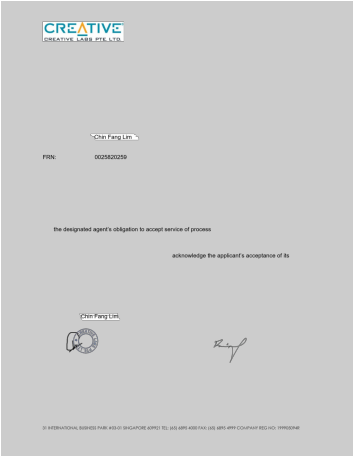 CREATIVE
CREATIVE LABS PTE. LTD.
Chin Fang Lim
FRN: 0025820259
the designated agent's obligation to accept service of process
acknowledge the applicant's acceptance of its
Chin Fang Lim